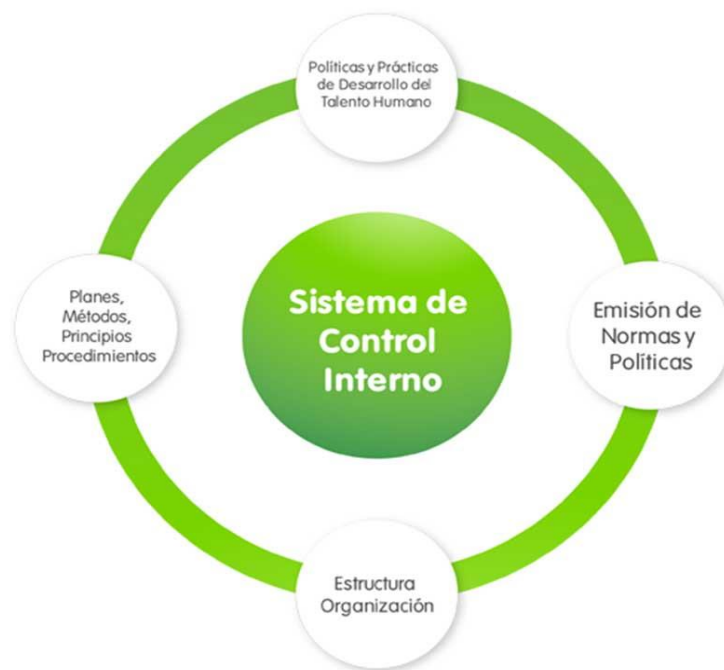 Políticas y Prácticas
de Desarrollo del
Talento Humano
Planes,
Métodos,
Principios
Procedimientos
Sistema de
Control
Interno
Emisión de
Normas y
Políticas
Estructura
Organización